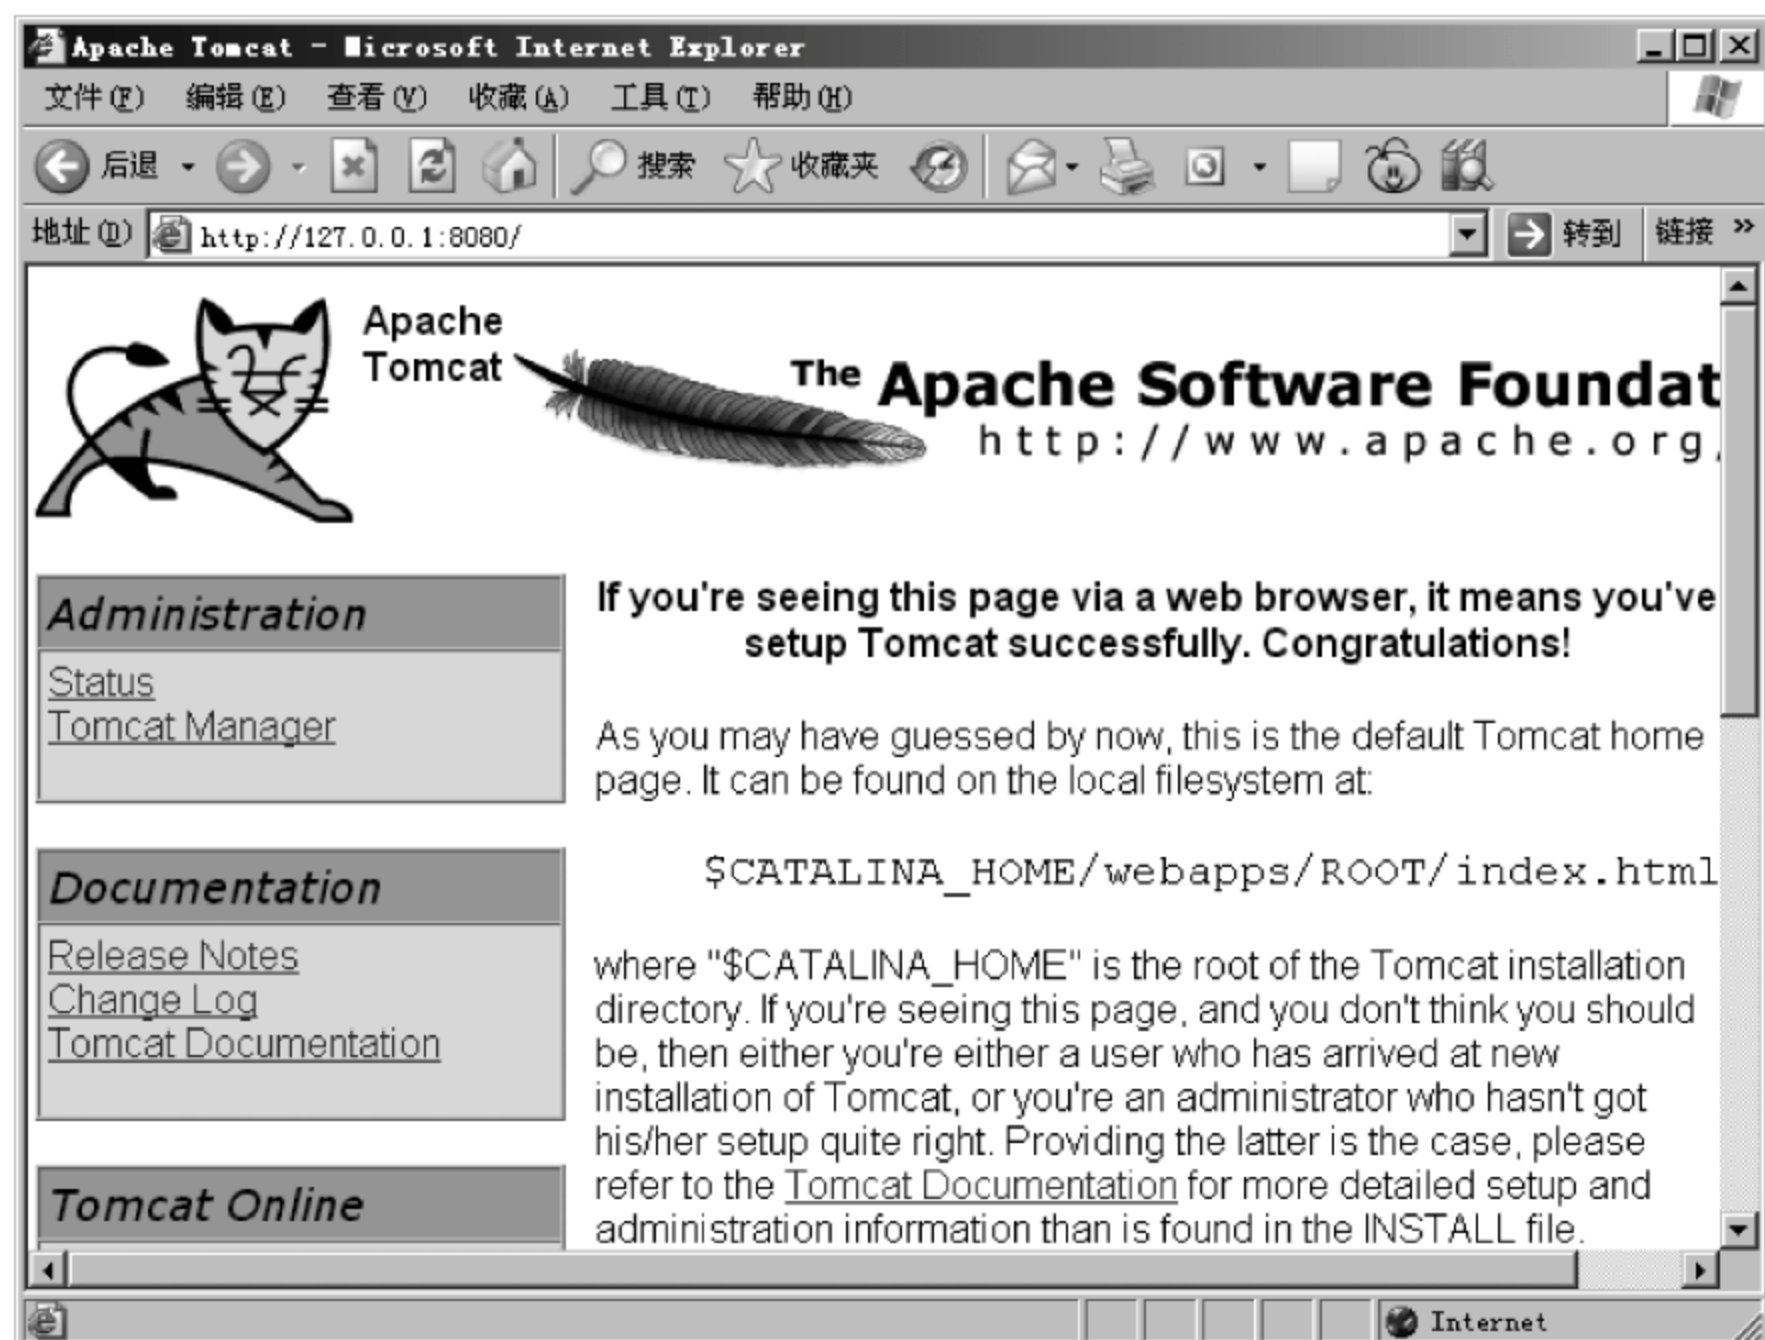 Apache Tomcat - Microsoft Internet Explorer
文件(F) 编辑(E) 查看(V) 收藏(A) 工具(T) 帮助(H)
后退 搜索 收藏夹
地址(D) http://127.0.0.1:8080/ 转到 链接 »
Apache
Tomcat
The Apache Software Foundat
http://www.apache.org/
Administration
Status
Tomcat Manager
Documentation
Release Notes
Change Log
Tomcat Documentation
Tomcat Online
If you're seeing this page via a web browser, it means you've
setup Tomcat successfully. Congratulations!
As you may have guessed by now, this is the default Tomcat home
page. It can be found on the local filesystem at:
$CATALINA_HOME/webapps/ROOT/index.html
where "$CATALINA_HOME" is the root of the Tomcat installation
directory. If you're seeing this page, and you don't think you should
be, then either you're either a user who has arrived at new
installation of Tomcat, or you're an administrator who hasn't got
his/her setup quite right. Providing the latter is the case, please
refer to the Tomcat Documentation for more detailed setup and
administration information than is found in the INSTALL file.
Internet